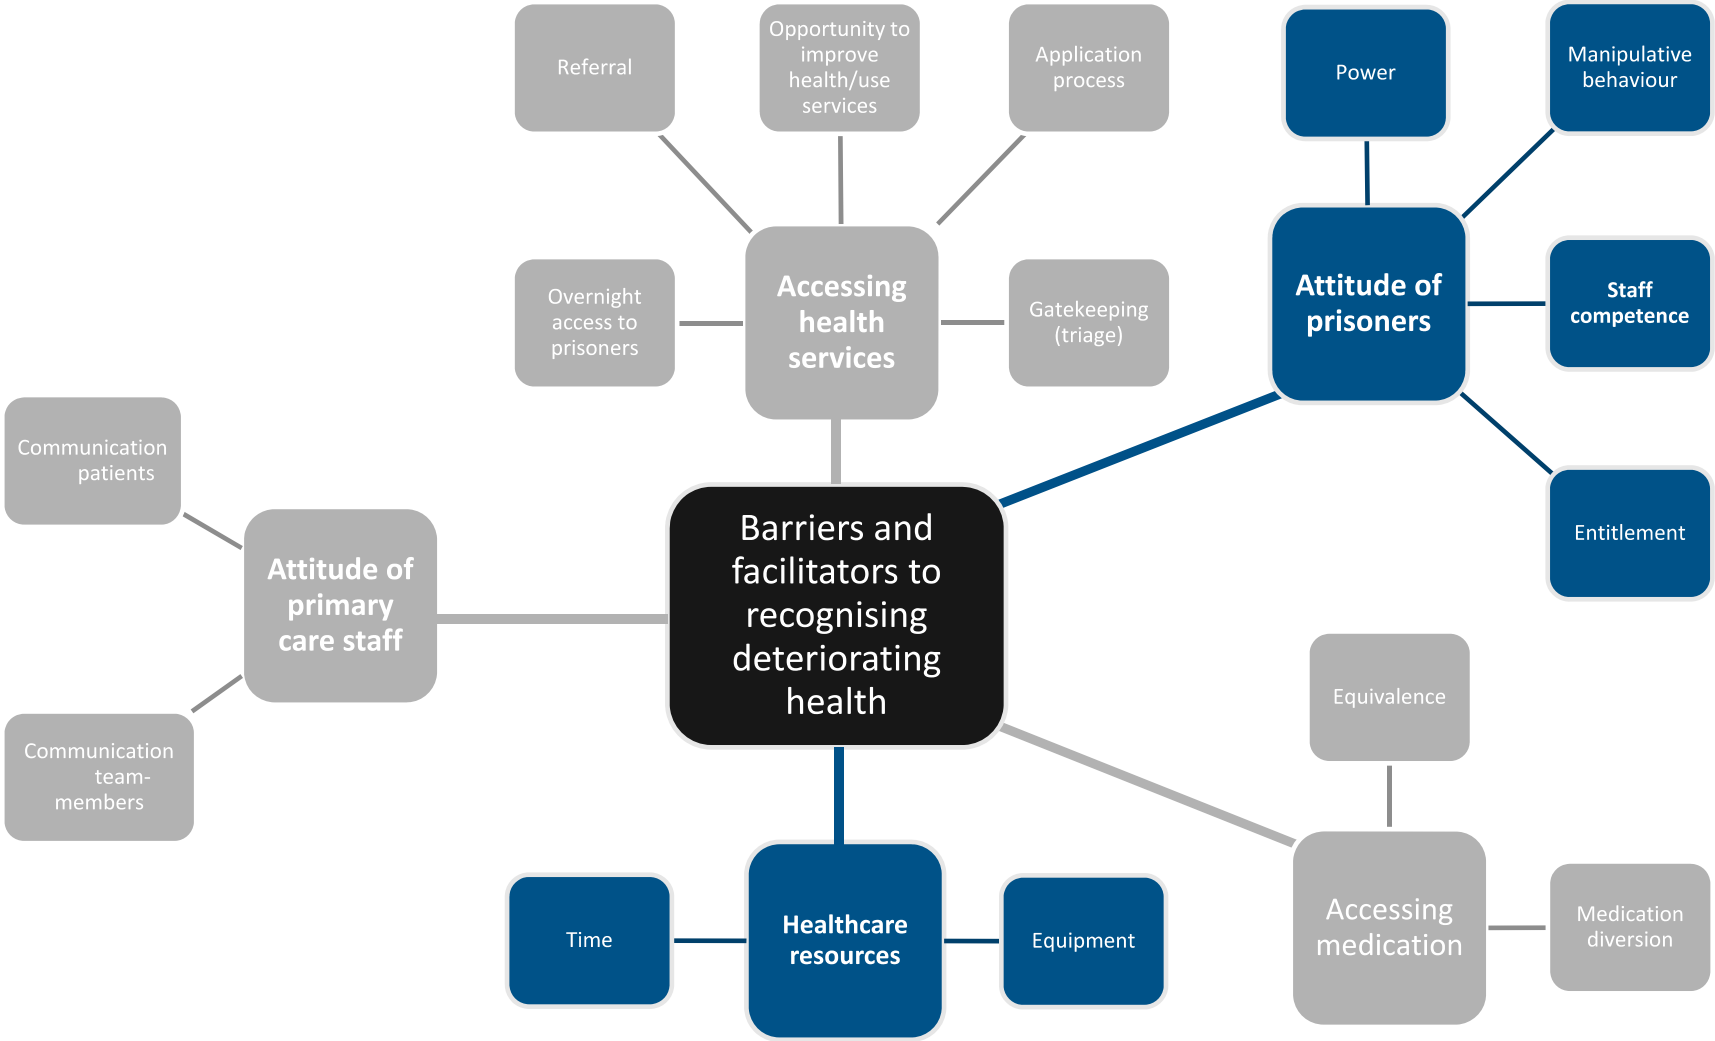 Referral
Opportunity to
improve
health/use
services
Application
process
Power
Manipulative
behaviour
Overnight
access to
prisoners
Accessing
health
services
Gatekeeping
(triage)
Attitude of
prisoners
Staff
competence
Communication
patients
Attitude of
primary
care staff
Barriers and
facilitators to
recognising
deteriorating
health
Entitlement
Communication
team-
members
Equivalence
Time
Healthcare
resources
Equipment
Accessing
medication
Medication
diversion